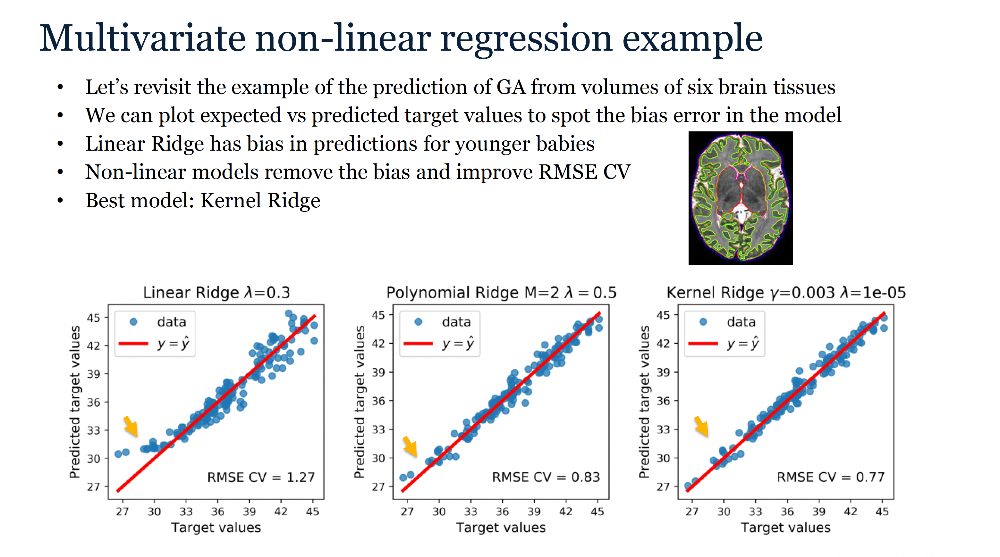 Multivariate non-linear regression example
• Let’s revisit the example of the prediction of GA from volumes of six brain tissues
• We can plot expected vs predicted target values to spot the bias error in the model
• Linear Ridge has bias in predictions for younger babies
• Non-linear models remove the bias and improve RMSE CV
• Best model: Kernel Ridge
Linear Ridge λ=0.3
data
y = ŷ
Predicted target values
45
42
39
36
33
30
27
RMSE CV = 1.27
27 30 33 36 39 42 45
Target values
Polynomial Ridge M=2 λ = 0.5
data
y = ŷ
Predicted target values
45
42
39
36
33
30
27
RMSE CV = 0.83
27 30 33 36 39 42 45
Target values
Kernel Ridge γ=0.003 λ=1e-05
data
y = ŷ
Predicted target values
45
42
39
36
33
30
27
RMSE CV = 0.77
27 30 33 36 39 42 45
Target values